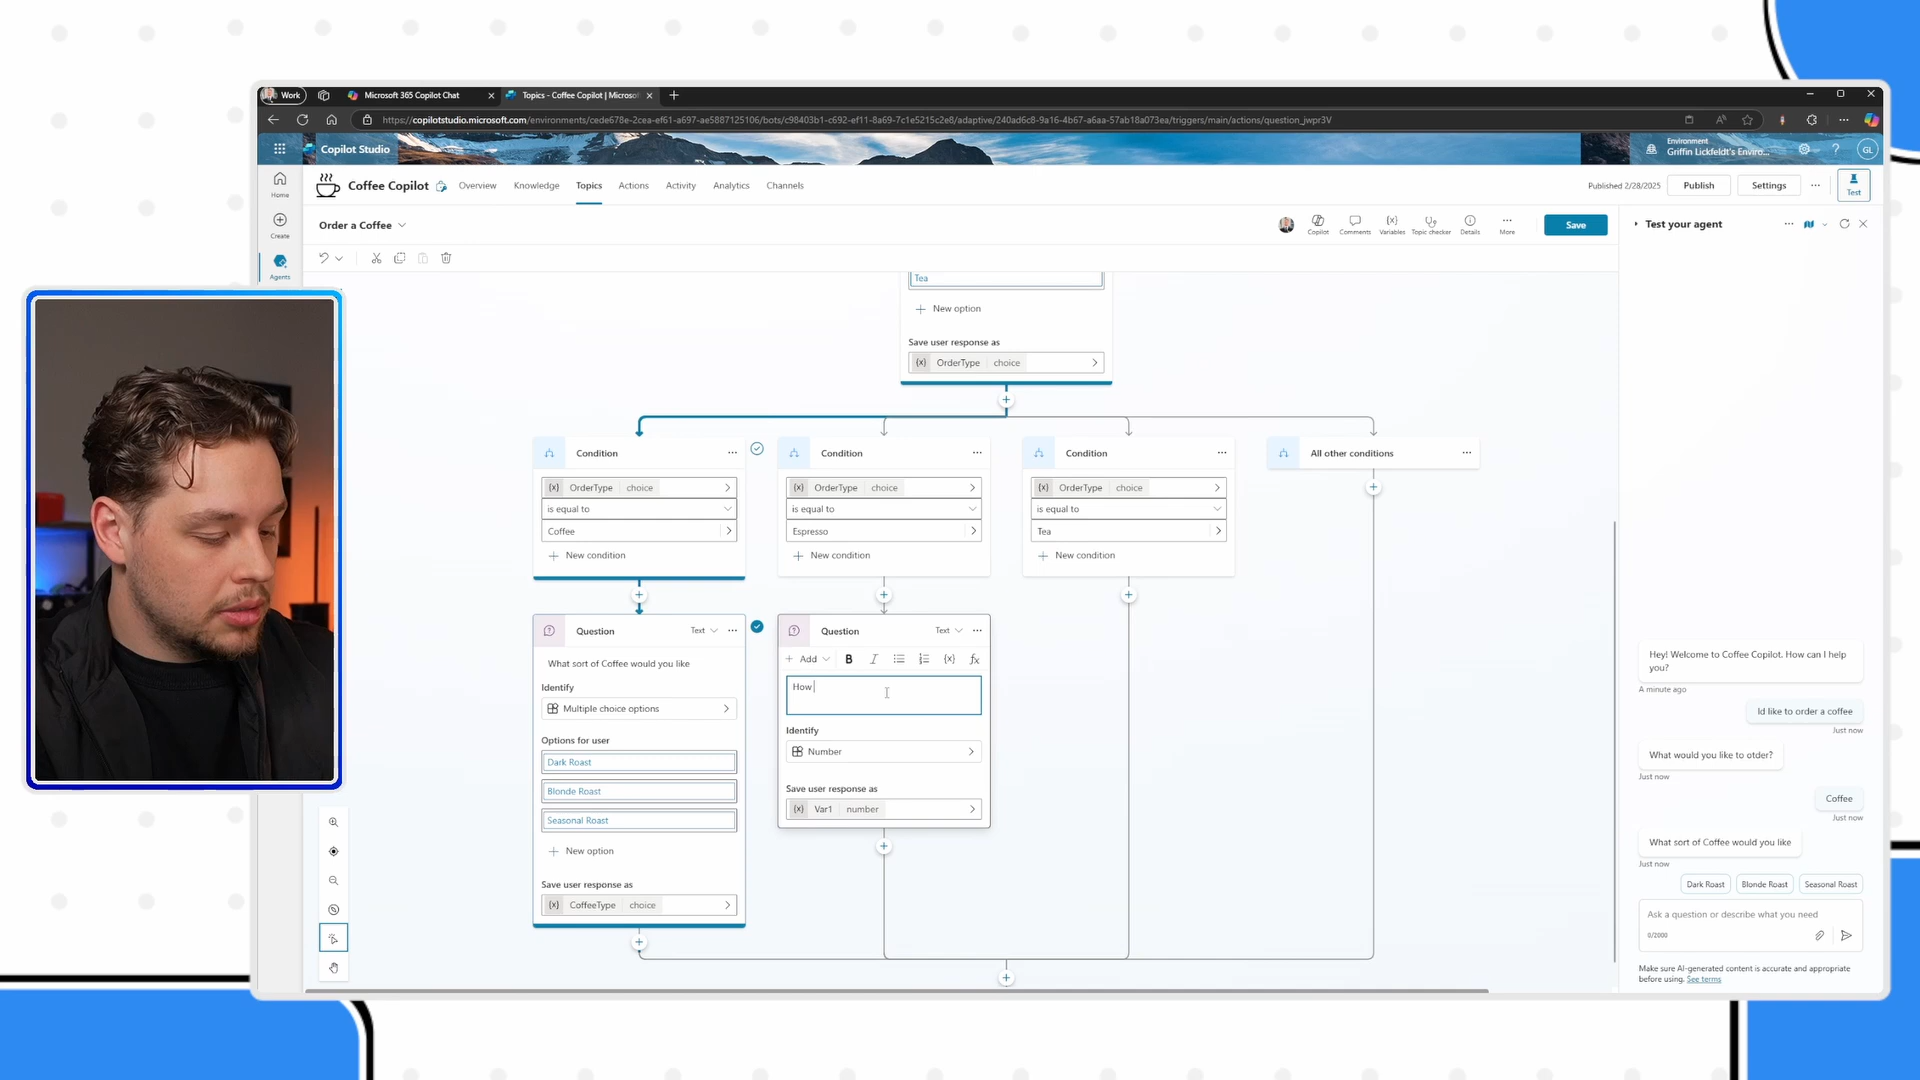 Work
Microsoft 365 Copilot Chat
Topics - Coffee Copilot | Microso
https://copilotstudio.microsoft.com/environments/cede678e-2cea-ef61-a697-ae5887125106/bots/c98403b1-c692-ef11-8a69-7c1e5215c2e8/adaptive/240ad6c8-9a16-4b67-a6aa-57ab18a073ea/triggers/main/actions/question_jwpr3V
Copilot Studio
Environment
Griffin Lickfeldt's Enviro...
GL
Home
Create
Agents
Coffee Copilot
Overview
Knowledge
Topics
Actions
Activity
Analytics
Channels
Published 2/28/2025
Publish
Settings
Test
Order a Coffee
Copilot
Comments
Variables
Topic checker
Details
More
Save
Tea
New option
Save user response as
{x} OrderType choice
Condition
{x} OrderType choice
is equal to
Coffee
New condition
Condition
{x} OrderType choice
is equal to
Espresso
New condition
Condition
{x} OrderType choice
is equal to
Tea
New condition
All other conditions
Question Text
What sort of Coffee would you like
Identify
Multiple choice options
Options for user
Dark Roast
Blonde Roast
Seasonal Roast
New option
Save user response as
{x} CoffeeType choice
Question Text
Add B I {x} fx
How
Identify
Number
Save user response as
{x} Var1 number
Test your agent
Hey! Welcome to Coffee Copilot. How can I help
you?
A minute ago
Id like to order a coffee
Just now
What would you like to otder?
Just now
Coffee
Just now
What sort of Coffee would you like
Just now
Dark Roast
Blonde Roast
Seasonal Roast
Ask a question or describe what you need
0/2000
Make sure AI-generated content is accurate and appropriate
before using. See terms